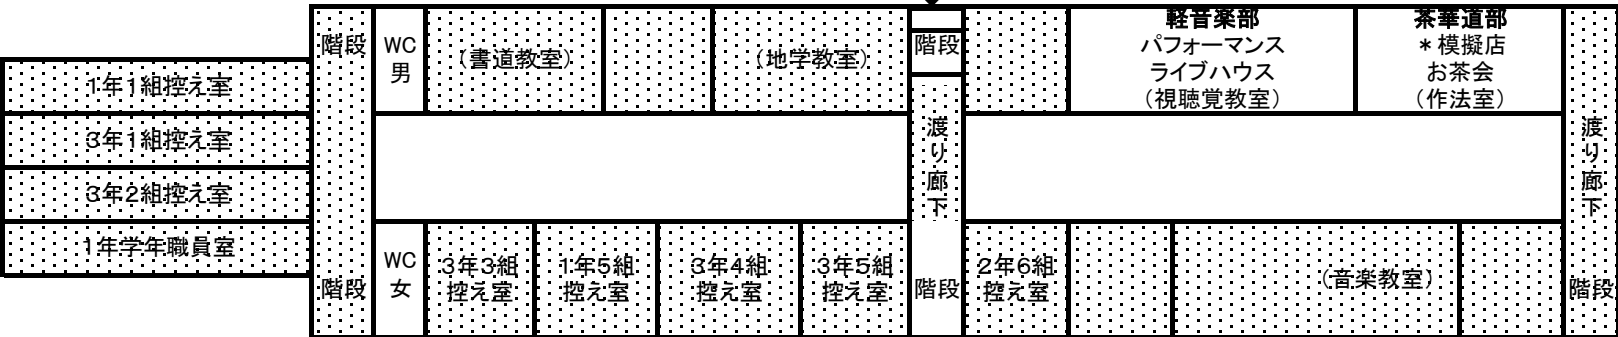 階段
WC
男
(書道教室)
(地学教室)
階段
軽音楽部
パフォーマンス
ライブハウス
(視聴覚教室)
茶華道部
＊模擬店
お茶会
(作法室)
1年1組控え室
3年1組控え室
3年2組控え室
1年学年職員室
渡り廊下
渡り廊下
階段
WC
女
3年3組
控え室
1年5組
控え室
3年4組
控え室
3年5組
控え室
階段
2年6組
控え室
(音楽教室)
階段